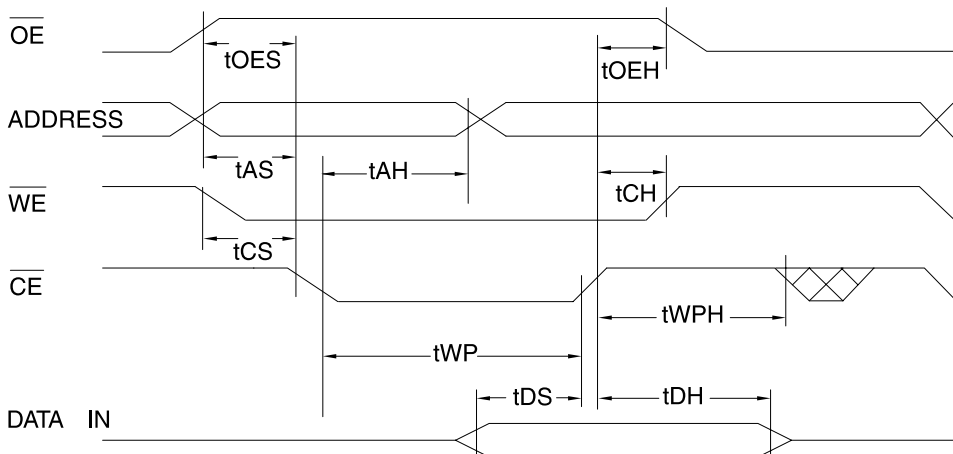 OE
tOES
tOEH
ADDRESS
tAS
tAH
WE
tCH
tCS
CE
tWPH
tWP
tDS
tDH
DATA IN